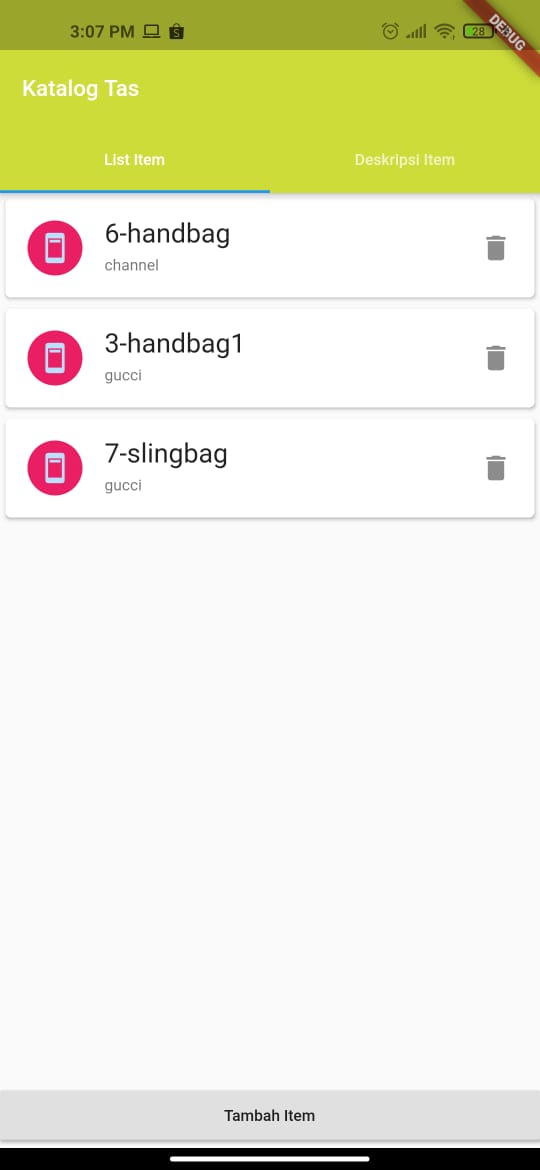 3:07 PM
28
DEBUG
Katalog Tas
List Item
Deskripsi Item
6-handbag
channel
3-handbag1
gucci
7-slingbag
gucci
Tambah Item